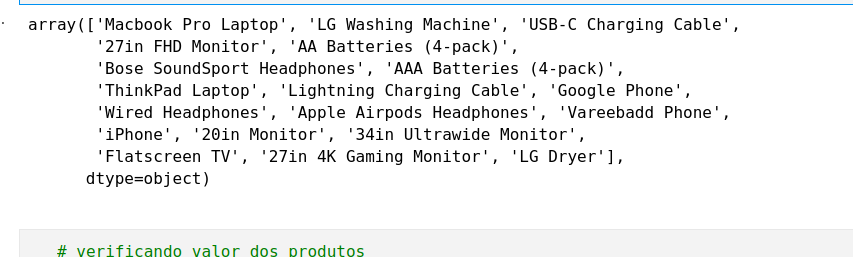 array(['Macbook Pro Laptop', 'LG Washing Machine', 'USB-C Charging Cable',
'27in FHD Monitor', 'AA Batteries (4-pack)',
'Bose SoundSport Headphones', 'AAA Batteries (4-pack)',
'ThinkPad Laptop', 'Lightning Charging Cable', 'Google Phone',
'Wired Headphones', 'Apple Airpods Headphones', 'Vareebadd Phone',
'iPhone', '20in Monitor', '34in Ultrawide Monitor',
'Flatscreen TV', '27in 4K Gaming Monitor', 'LG Dryer'],
dtype=object)
# verificando valor dos produtos